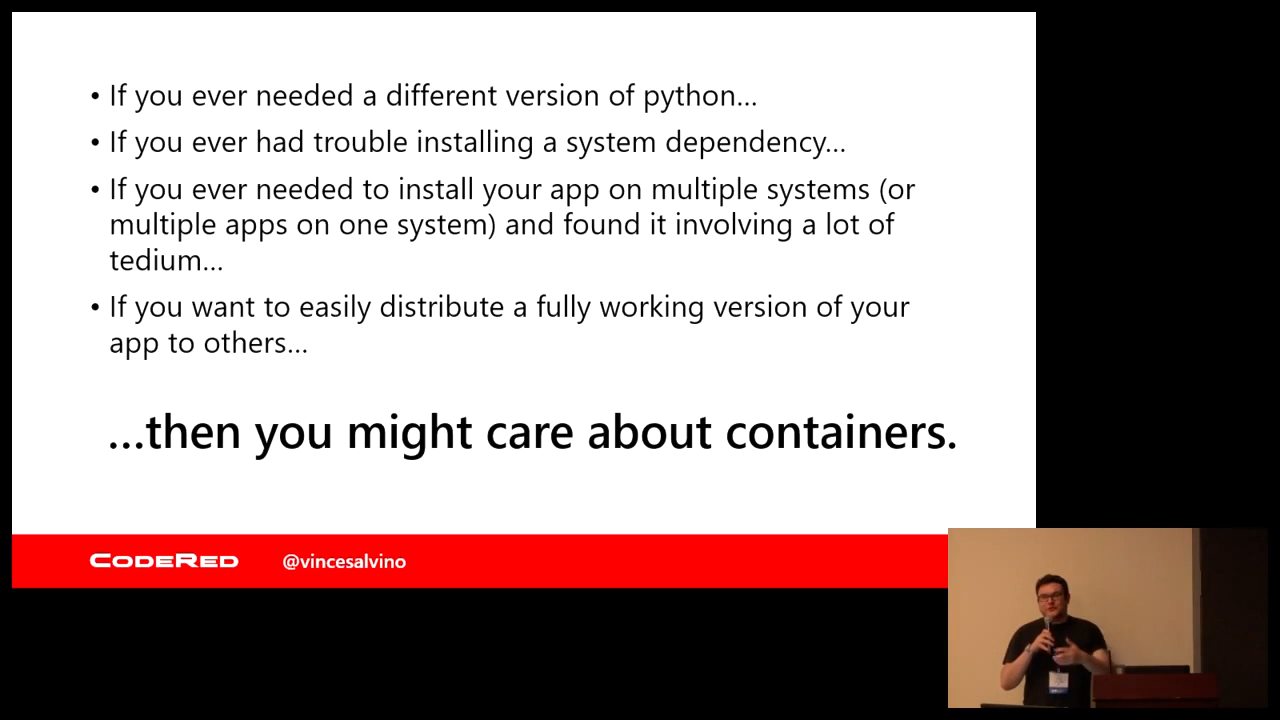 • If you ever needed a different version of python...
• If you ever had trouble installing a system dependency...
• If you ever needed to install your app on multiple systems (or
multiple apps on one system) and found it involving a lot of
tedium...
• If you want to easily distribute a fully working version of your
app to others...
...then you might care about containers.
CODERED @vincesalvino